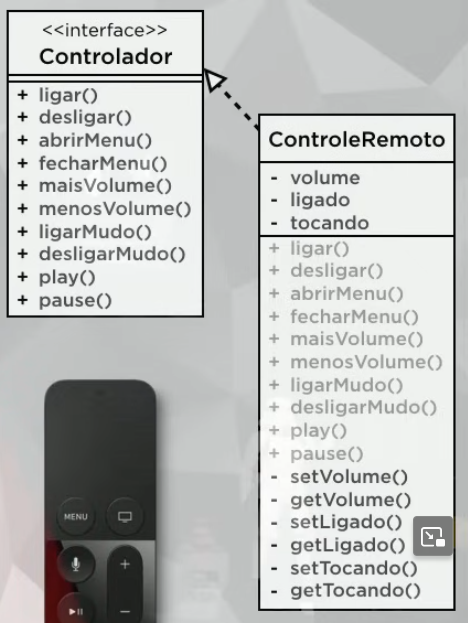 <<interface>>
Controlador
+ ligar()
+ desligar()
+ abrirMenu()
+ fecharMenu()
+ maisVolume()
+ menosVolume()
+ ligarMudo()
+ desligarMudo()
+ play()
+ pause()
ControleRemoto
- volume
- ligado
- tocando
+ ligar()
+ desligar()
+ abrirMenu()
+ fecharMenu()
+ maisVolume()
+ menosVolume()
+ ligarMudo()
+ desligarMudo()
+ play()
+ pause()
- setVolume()
- getVolume()
- setLigado()
- getLigado()
- setTocando()
- getTocando()
MENU
+
−